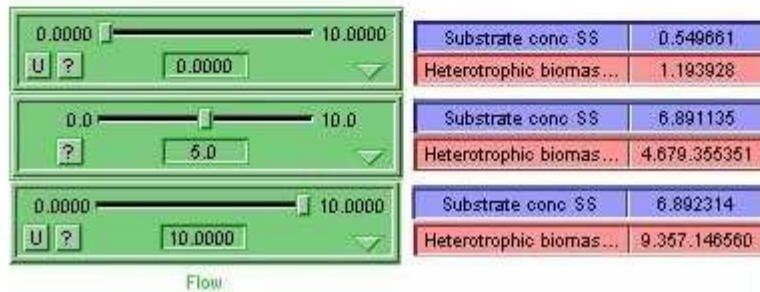 0.0000 10.0000
U ? 0.0000
Substrate conc SS 0.549661
Heterotrophic biomas... 1.193928
0.0 10.0
? 5.0
Substrate conc SS 6.891135
Heterotrophic biomas... 4.679.355351
0.0000 10.0000
U ? 10.0000
Substrate conc SS 6.892314
Heterotrophic biomas... 9.357.146560
Flow